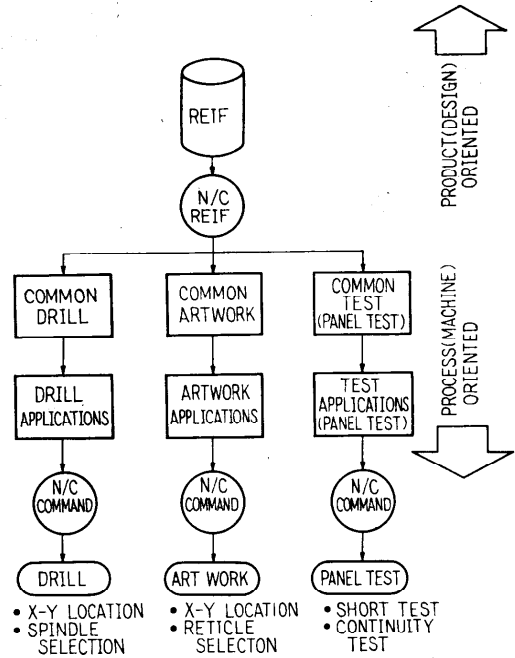 REIF
N/C
REIF
COMMON
DRILL
COMMON
ARTWORK
COMMON
TEST
(PANEL TEST)
DRILL
APPLICATIONS
ARTWORK
APPLICATIONS
TEST
APPLICATIONS
(PANEL TEST)
N/C
COMMAND
N/C
COMMAND
N/C
COMMAND
DRILL
ART WORK
PANEL TEST
• X-Y LOCATION
• SPINDLE
SELECTION
• X-Y LOCATION
• RETICLE
SELECTON
• SHORT TEST
• CONTINUITY
TEST
PRODUCT(DESIGN)
ORIENTED
PROCESS(MACHINE)
ORIENTED